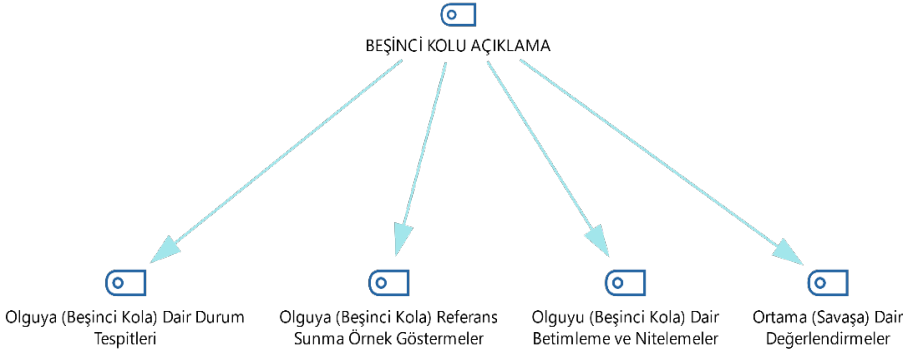 BEŞİNCİ KOLU AÇIKLAMA
Olguya (Beşinci Kola) Dair Durum
Tespitleri
Olguya (Beşinci Kola) Referans
Sunma Örnek Göstermeler
Olguyu (Beşinci Kola) Dair
Betimleme ve Nitelemeler
Ortama (Savaşa) Dair
Değerlendirmeler